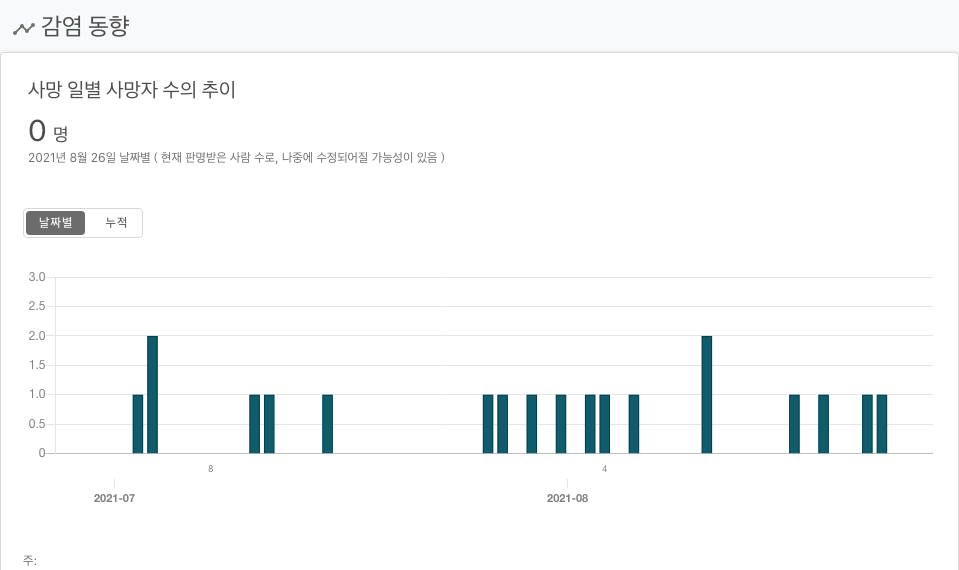 감염 동향
사망 일별 사망자 수의 추이
0 명
2021년 8월 26일 날짜별 ( 현재 판명받은 사람 수로, 나중에 수정되어질 가능성이 있음 )
날짜별 누적
3.0
2.5
2.0
1.5
1.0
0.5
0
8 4
2021-07 2021-08
주: